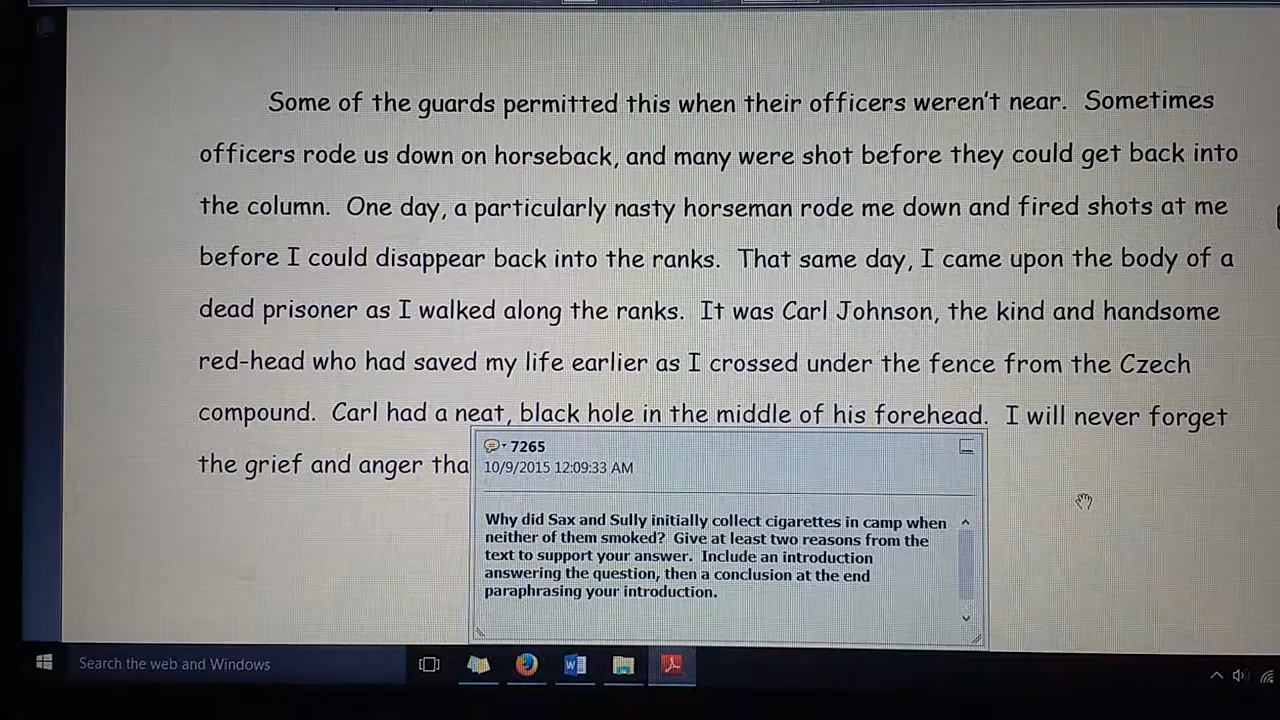 Some of the guards permitted this when their officers weren't near. Sometimes
officers rode us down on horseback, and many were shot before they could get back into
the column. One day, a particularly nasty horseman rode me down and fired shots at me
before I could disappear back into the ranks. That same day, I came upon the body of a
dead prisoner as I walked along the ranks. It was Carl Johnson, the kind and handsome
red-head who had saved my life earlier as I crossed under the fence from the Czech
compound. Carl had a neat, black hole in the middle of his forehead. I will never forget
the grief and anger tha
7265
10/9/2015 12:09:33 AM
Why did Sax and Sully initially collect cigarettes in camp when
neither of them smoked? Give at least two reasons from the
text to support your answer. Include an introduction
answering the question, then a conclusion at the end
paraphrasing your introduction.
Search the web and Windows